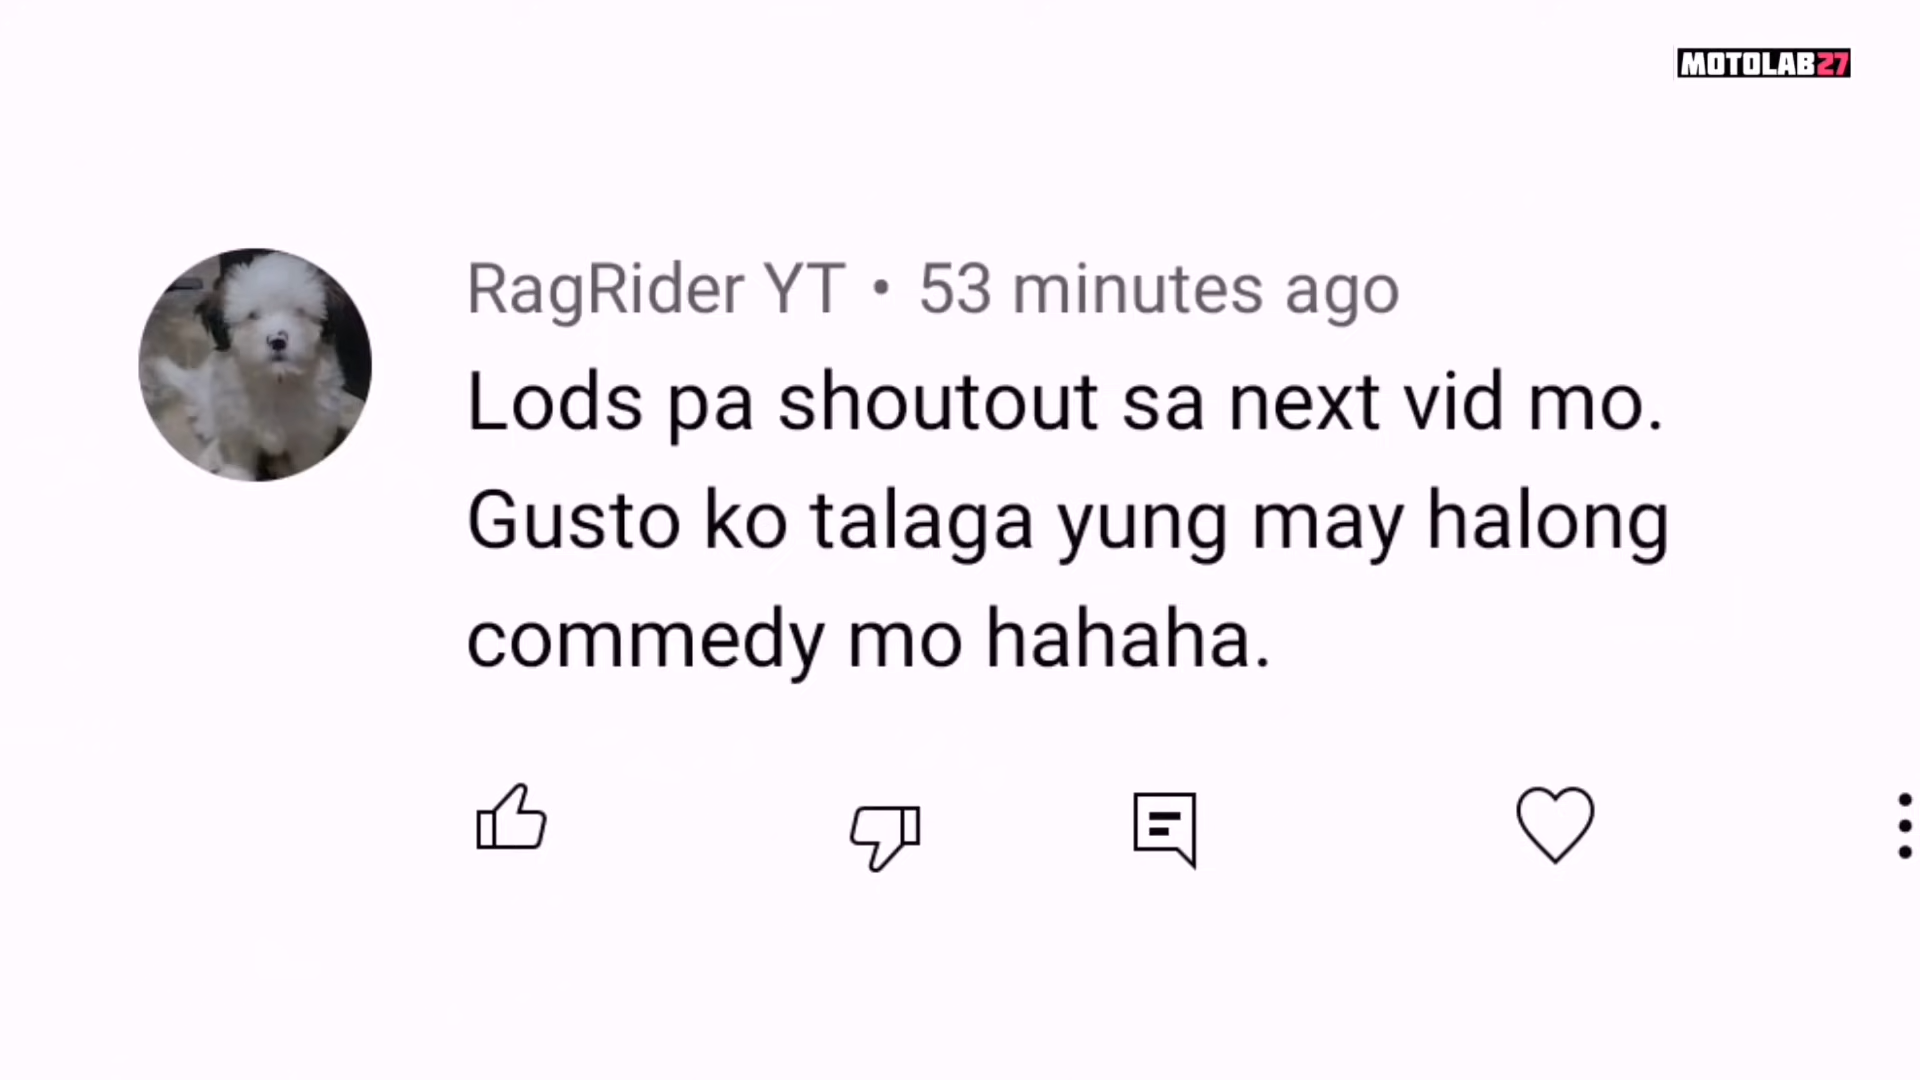 MOTOLAB27
RagRider YT • 53 minutes ago
Lods pa shoutout sa next vid mo.
Gusto ko talaga yung may halong
commedy mo hahaha.